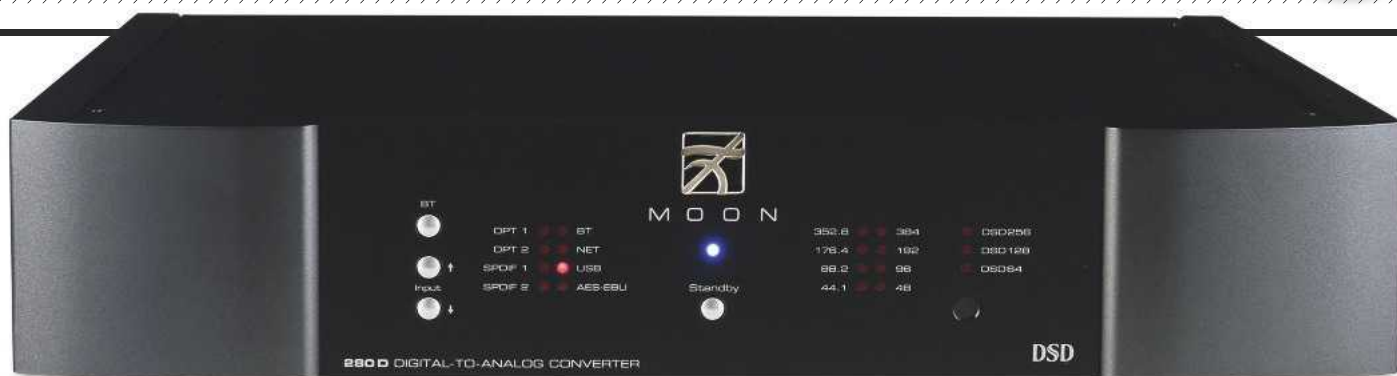 BT
MOON
OPT 1 BT
OPT 2 NET
SPDIF 1 USB
Input SPDIF 2 AES-EBU
Standby
352.8 384 DSD256
176.4 192 DSD128
88.2 96 DSD64
44.1 48
280D DIGITAL-TO-ANALOG CONVERTER
DSD